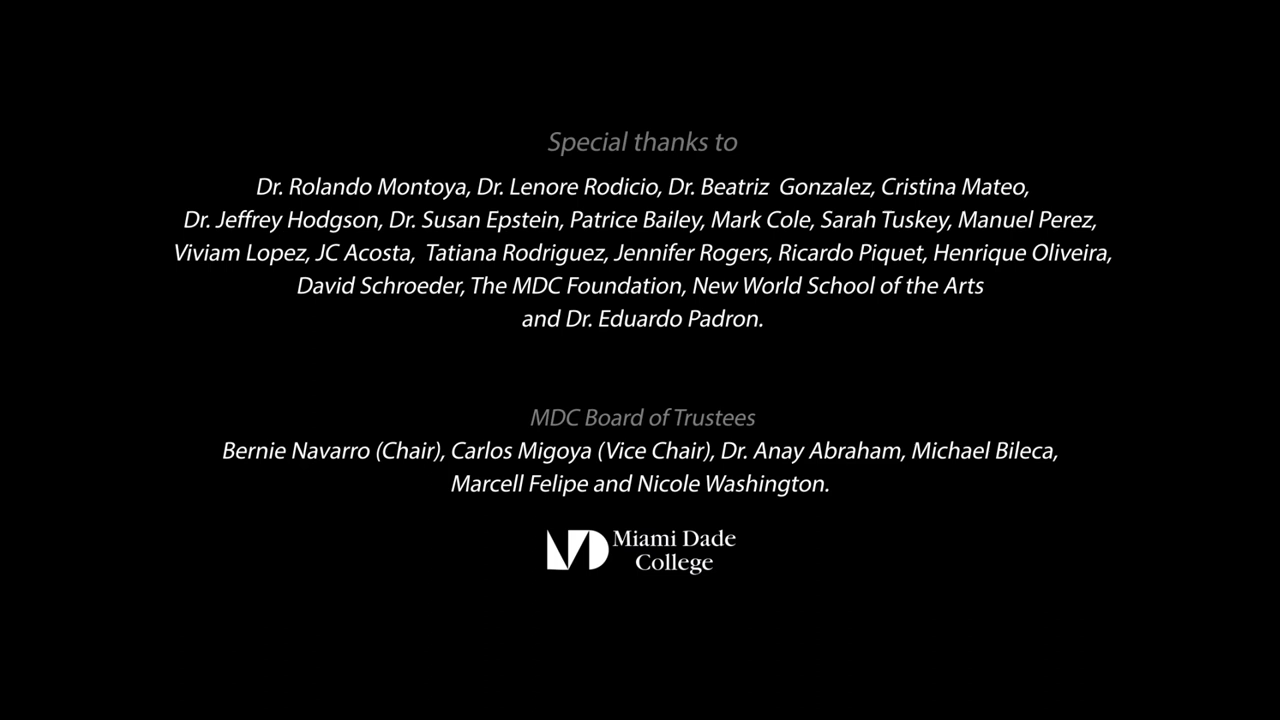 Special thanks to
Dr. Rolando Montoya, Dr. Lenore Rodicio, Dr. Beatriz  Gonzalez, Cristina Mateo,
Dr. Jeffrey Hodgson, Dr. Susan Epstein, Patrice Bailey, Mark Cole, Sarah Tuskey, Manuel Perez,
Viviam Lopez, JC Acosta,  Tatiana Rodriguez, Jennifer Rogers, Ricardo Piquet, Henrique Oliveira,
David Schroeder, The MDC Foundation, New World School of the Arts
and Dr. Eduardo Padron.
MDC Board of Trustees
Bernie Navarro (Chair), Carlos Migoya (Vice Chair), Dr. Anay Abraham, Michael Bileca,
Marcell Felipe and Nicole Washington.
Miami Dade
College